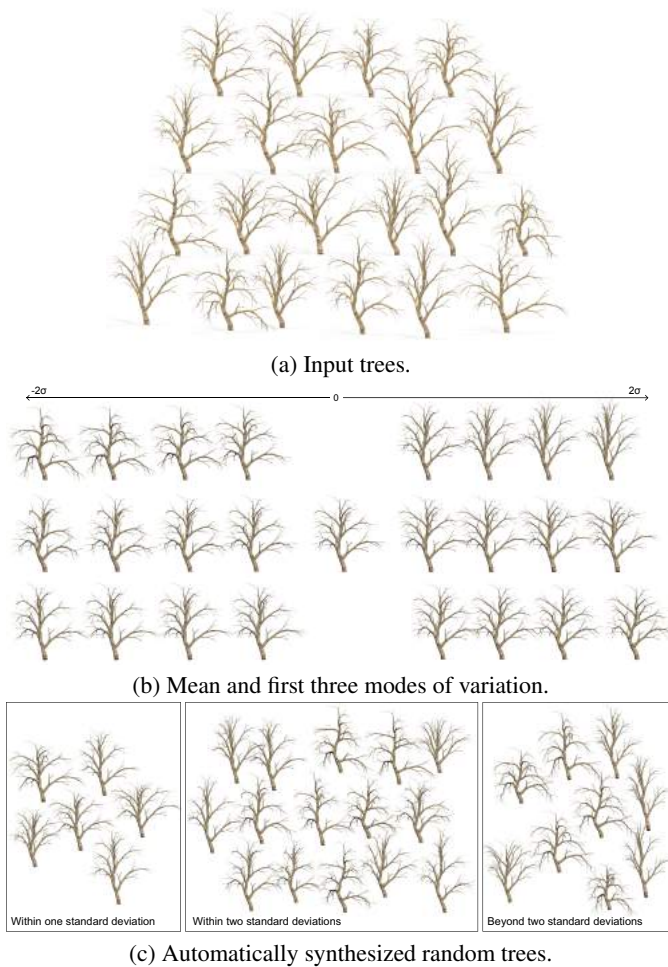 (a) Input trees.
-2σ 0 2σ
(b) Mean and first three modes of variation.
Within one standard deviation Within two standard deviations Beyond two standard deviations
(c) Automatically synthesized random trees.